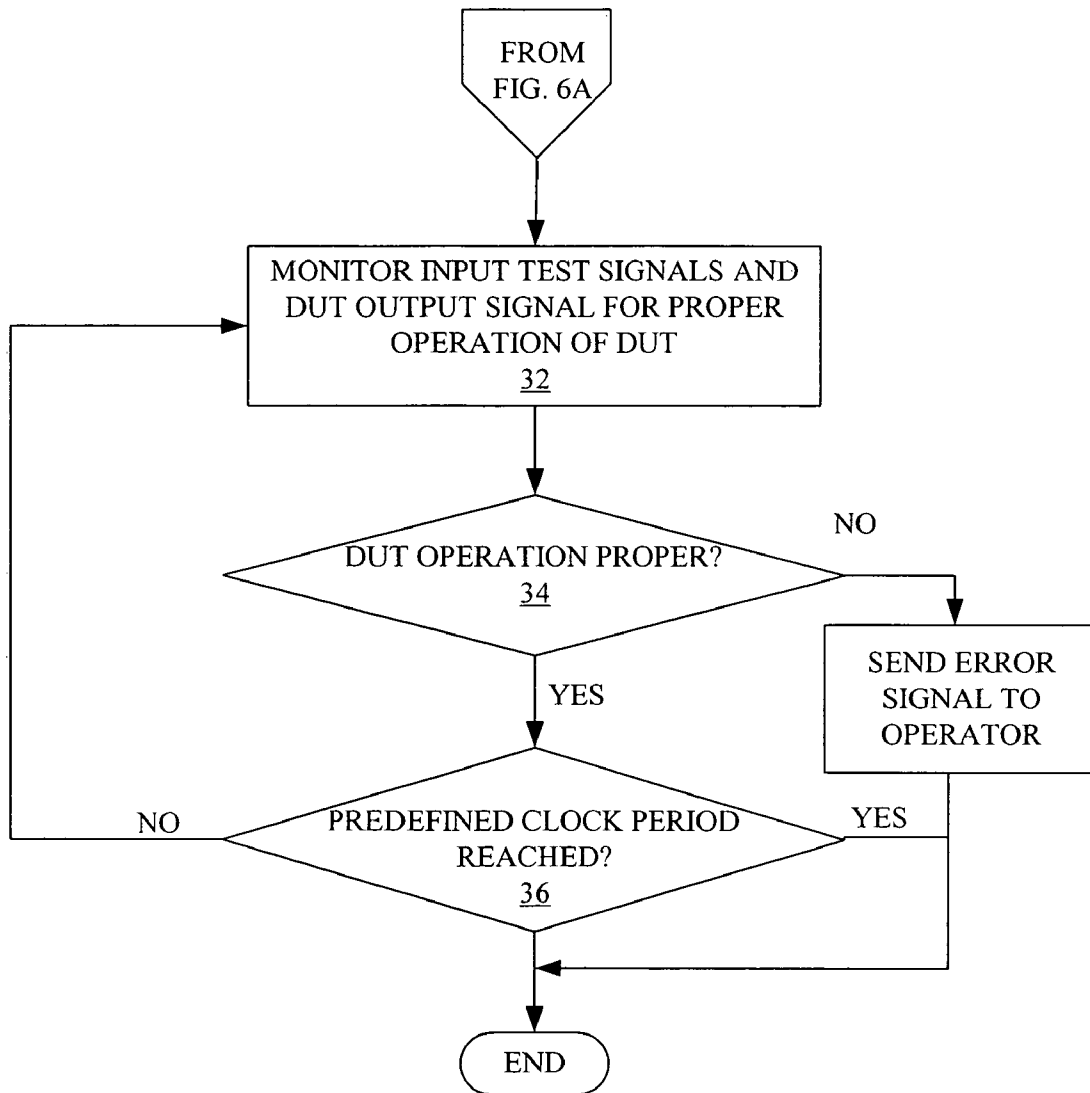 FROM
FIG. 6A
MONITOR INPUT TEST SIGNALS AND
DUT OUTPUT SIGNAL FOR PROPER
OPERATION OF DUT
32
DUT OPERATION PROPER?
34
NO
SEND ERROR
SIGNAL TO
OPERATOR
YES
PREDEFINED CLOCK PERIOD
REACHED?
36
NO
YES
END